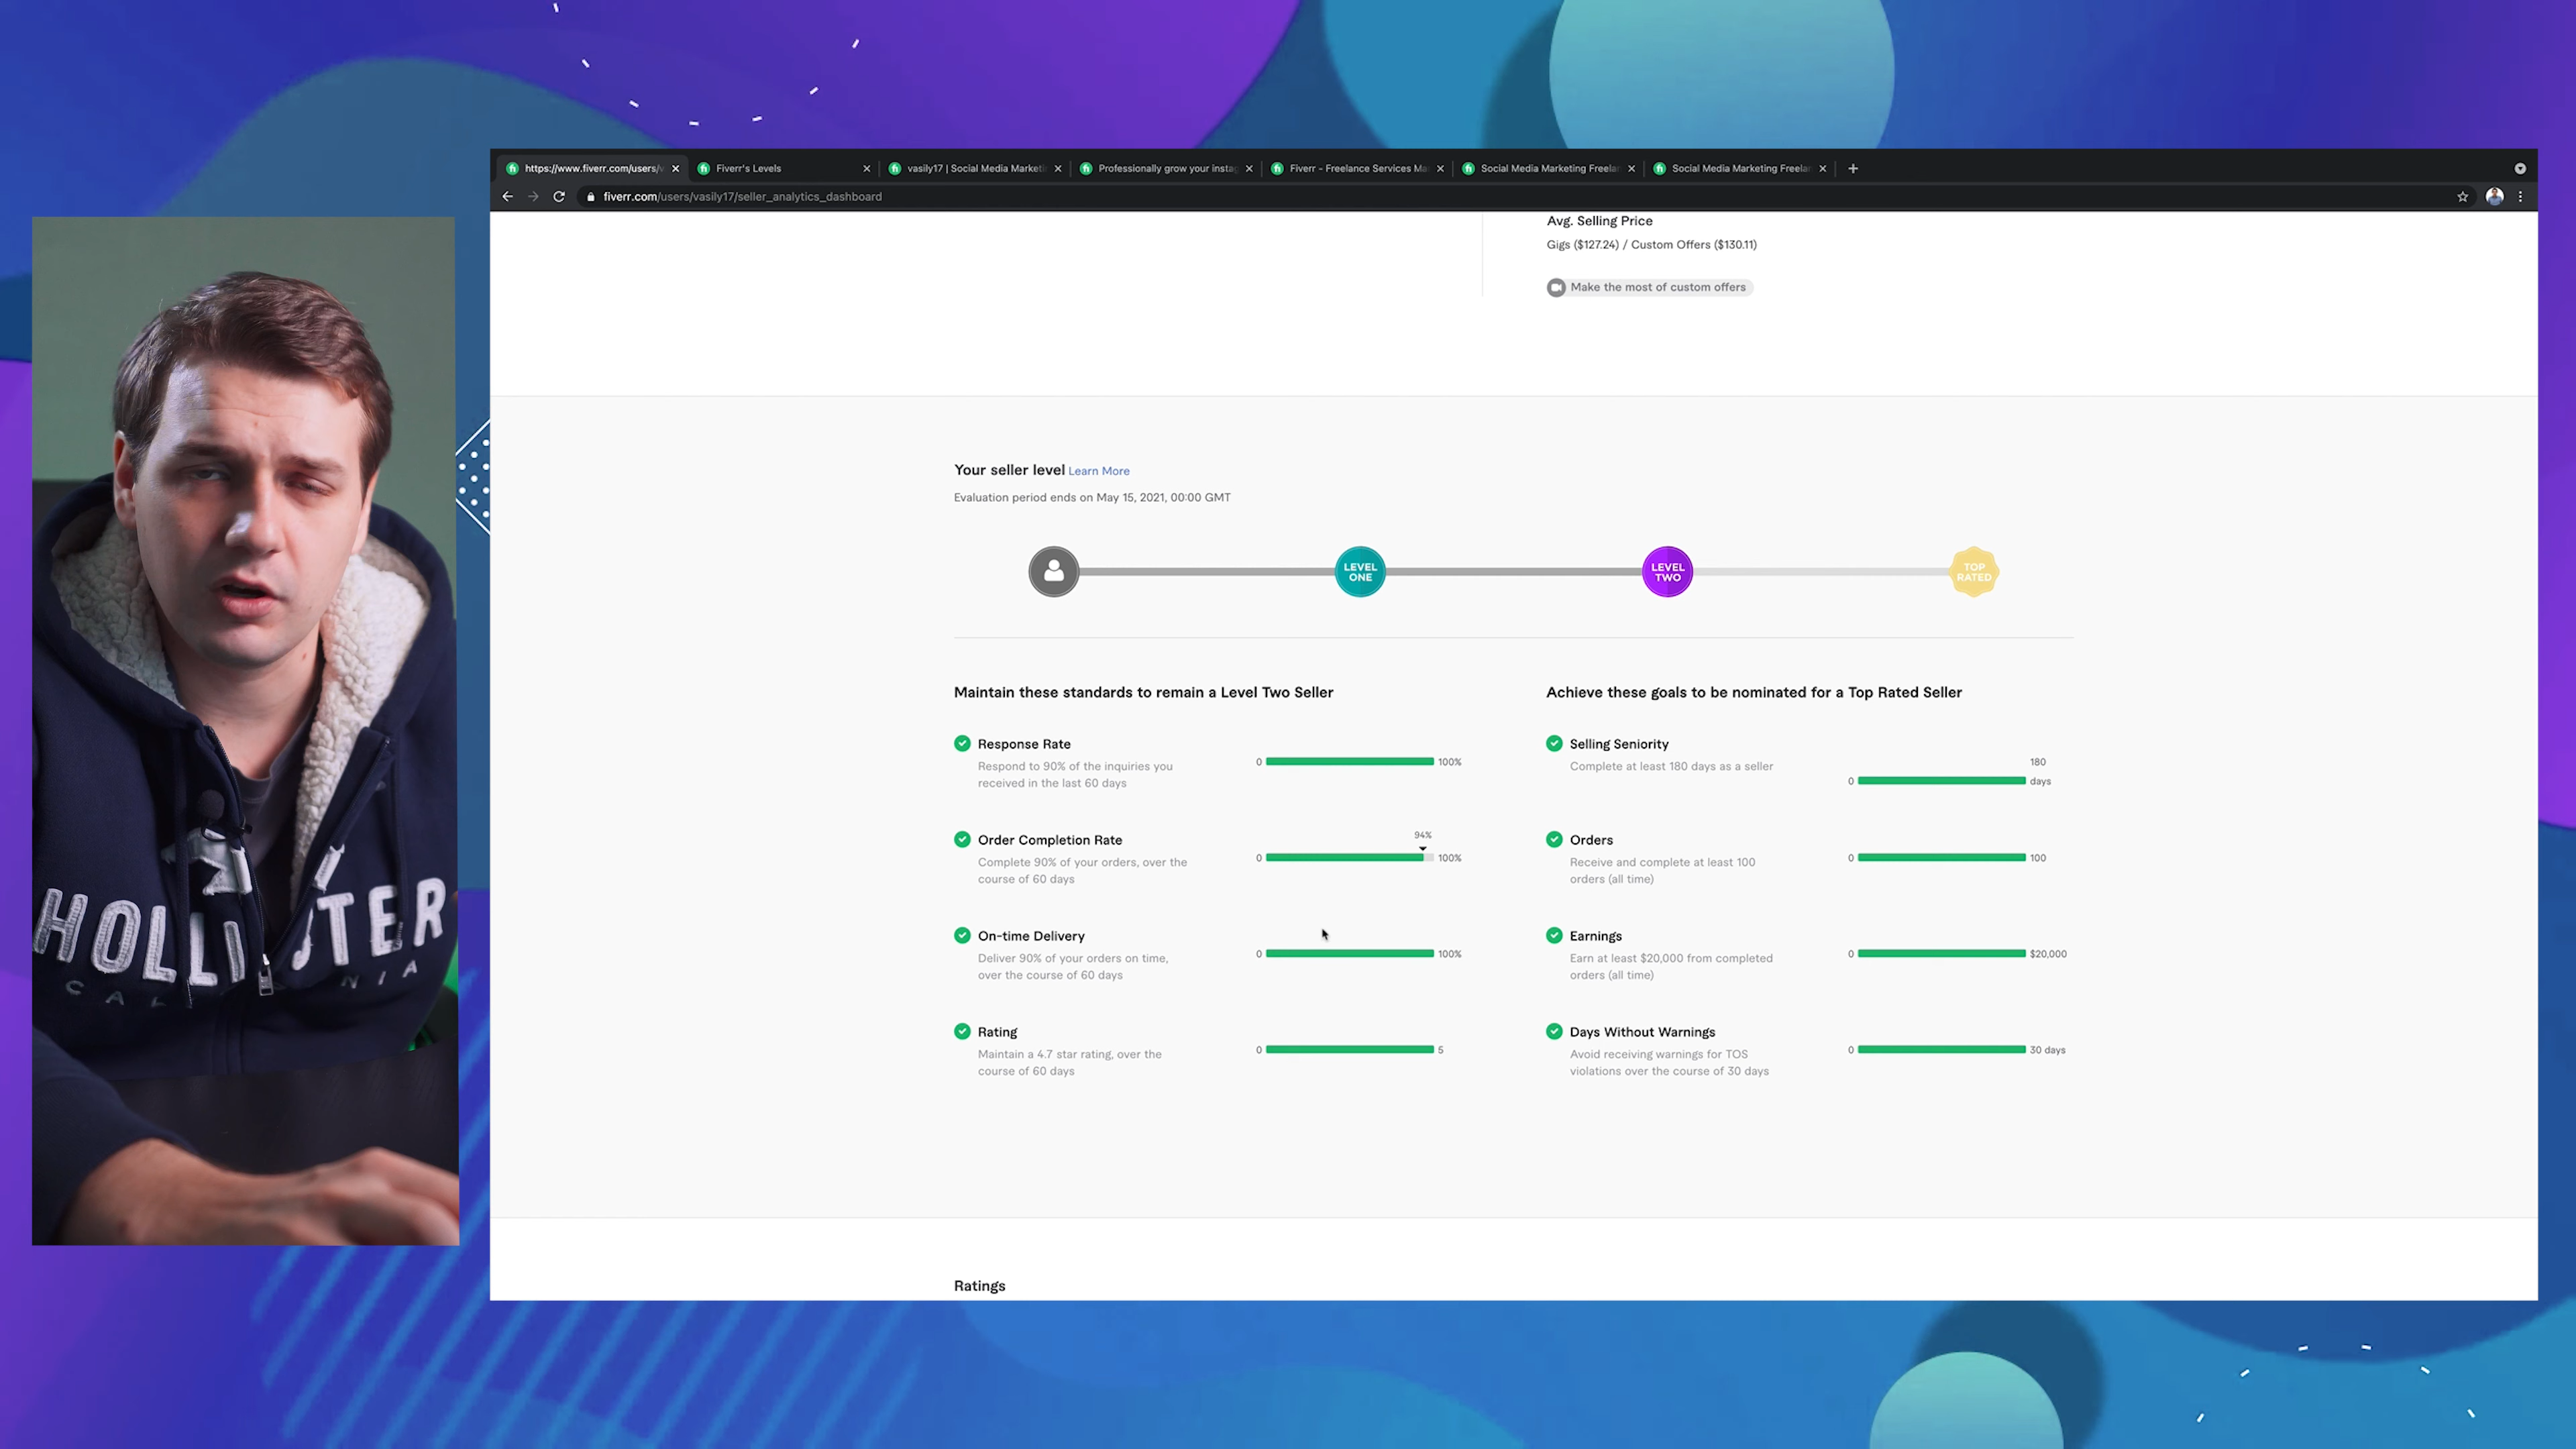 https://www.fiverr.com/users/v
Fiverr's Levels
vasily17 | Social Media Marketi
Professionally grow your instag
Fiverr - Freelance Services Ma
Social Media Marketing Freelan
Social Media Marketing Freelan
fiverr.com/users/vasily17/seller_analytics_dashboard
Avg. Selling Price
Gigs ($127.24) / Custom Offers ($130.11)
Make the most of custom offers
Your seller level Learn More
Evaluation period ends on May 15, 2021, 00:00 GMT
LEVEL
ONE
LEVEL
TWO
TOP
RATED
Maintain these standards to remain a Level Two Seller
Response Rate
Respond to 90% of the inquiries you
received in the last 60 days
0 100%
Order Completion Rate
Complete 90% of your orders, over the
course of 60 days
94%
0 100%
On-time Delivery
Deliver 90% of your orders on time,
over the course of 60 days
0 100%
Rating
Maintain a 4.7 star rating, over the
course of 60 days
0 5
Achieve these goals to be nominated for a Top Rated Seller
Selling Seniority
Complete at least 180 days as a seller
180
0 days
Orders
Receive and complete at least 100
orders (all time)
0 100
Earnings
Earn at least $20,000 from completed
orders (all time)
0 $20,000
Days Without Warnings
Avoid receiving warnings for TOS
violations over the course of 30 days
0 30 days
Ratings
HOLLISTER